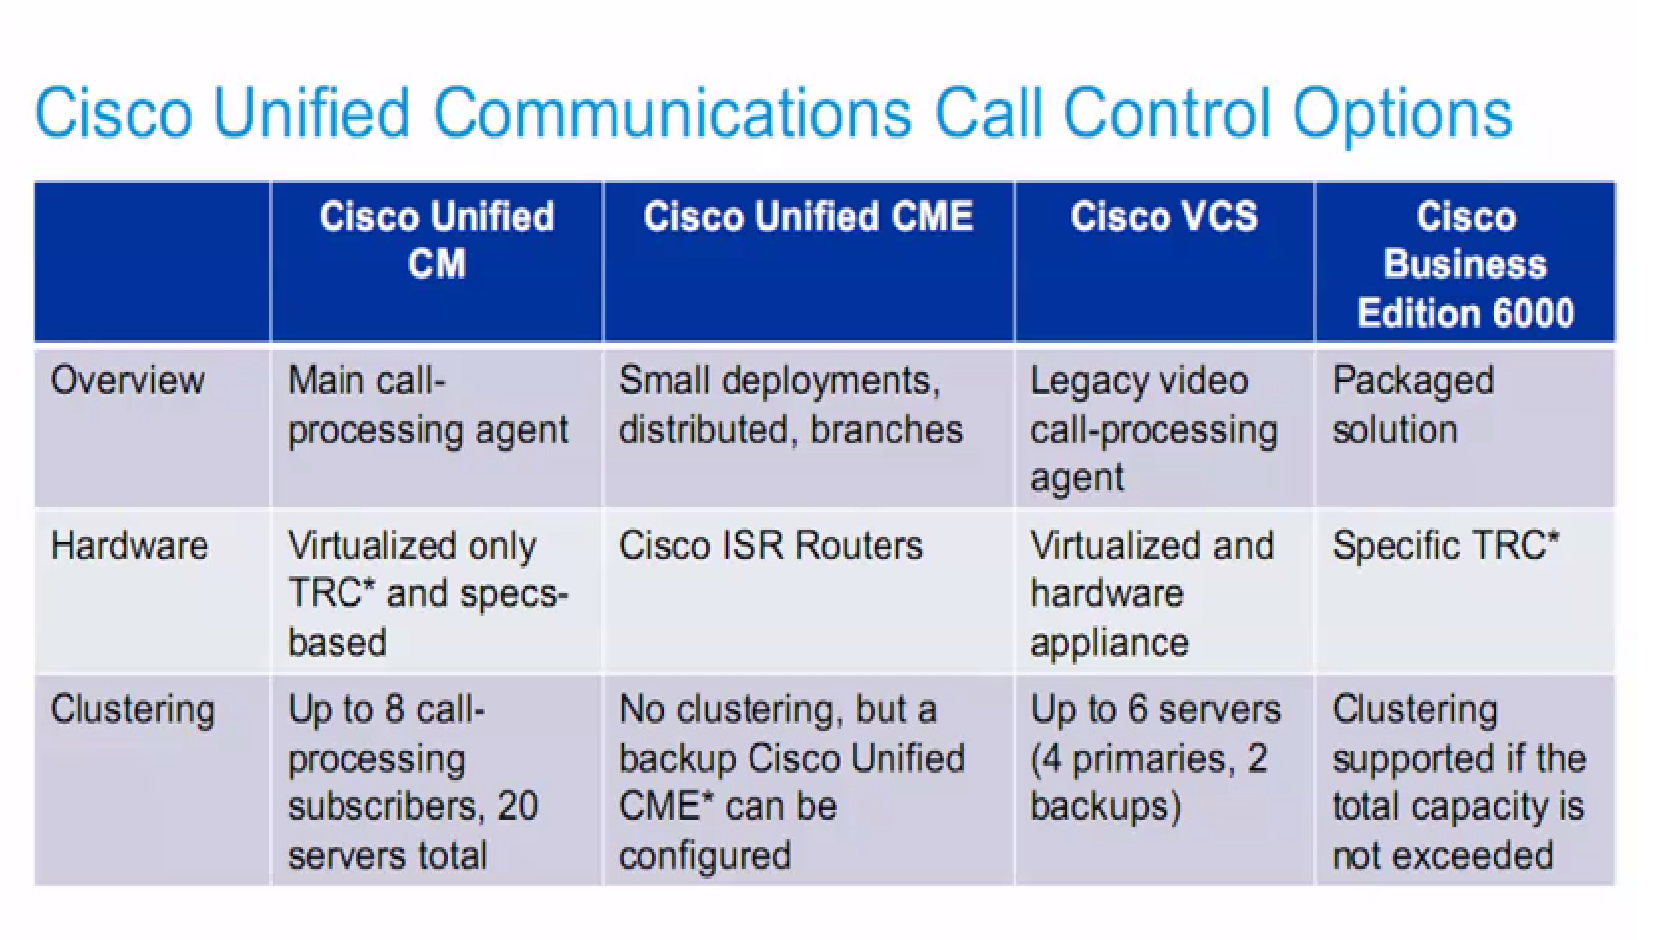 Cisco Unified Communications Call Control Options
Cisco Unified
CM
Cisco Unified CME
Cisco VCS
Cisco
Business
Edition 6000
Overview
Main call-
processing agent
Small deployments,
distributed, branches
Legacy video
call-processing
agent
Packaged
solution
Hardware
Virtualized only
TRC* and specs-
based
Cisco ISR Routers
Virtualized and
hardware
appliance
Specific TRC*
Clustering
Up to 8 call-
processing
subscribers, 20
servers total
No clustering, but a
backup Cisco Unified
CME* can be
configured
Up to 6 servers
(4 primaries, 2
backups)
Clustering
supported if the
total capacity is
not exceeded